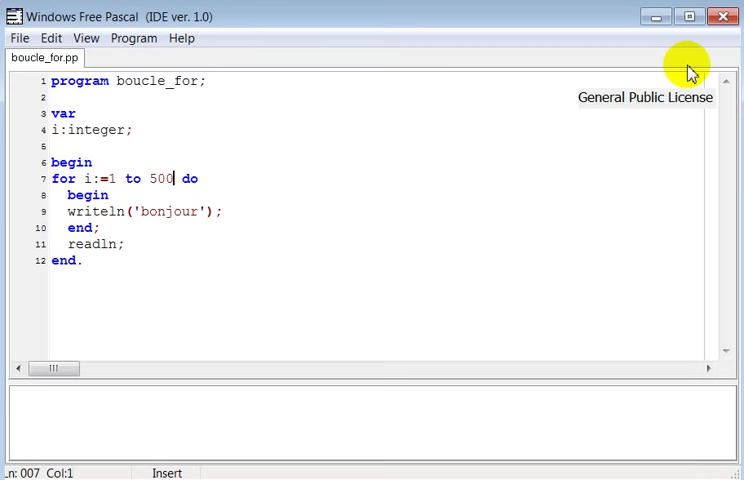 Windows Free Pascal (IDE ver. 1.0)
File Edit View Program Help
boucle_for.pp
1 program boucle_for;
General Public License
2
3 var
4 i:integer;
5
6 begin
7 for i:=1 to 500 do
8 begin
9 writeln('bonjour');
10 end;
11 readln;
12 end.
Ln: 007 Col:1 Insert